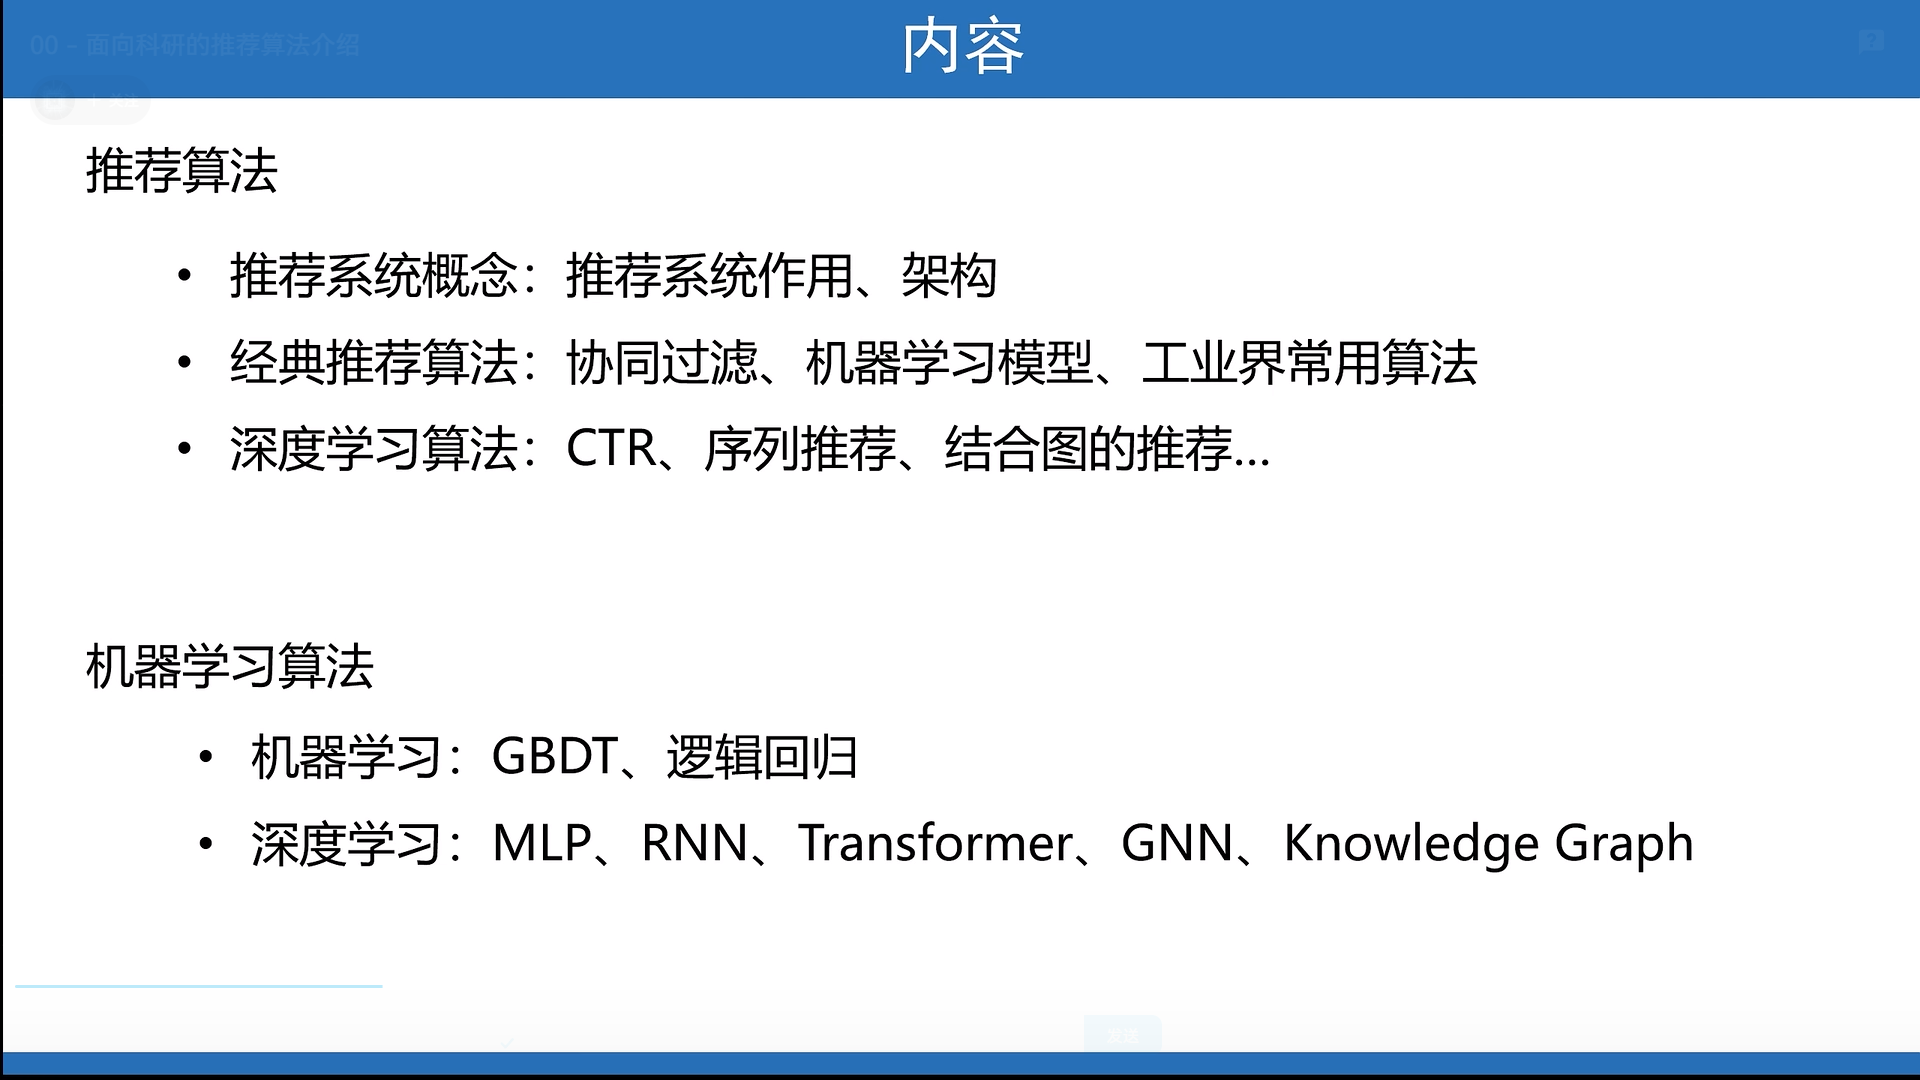 内容
00 - 面向科研的推荐算法介绍
推荐算法
• 推荐系统概念：推荐系统作用、架构
• 经典推荐算法：协同过滤、机器学习模型、工业界常用算法
• 深度学习算法：CTR、序列推荐、结合图的推荐...
机器学习算法
• 机器学习：GBDT、逻辑回归
• 深度学习：MLP、RNN、Transformer、GNN、Knowledge Graph